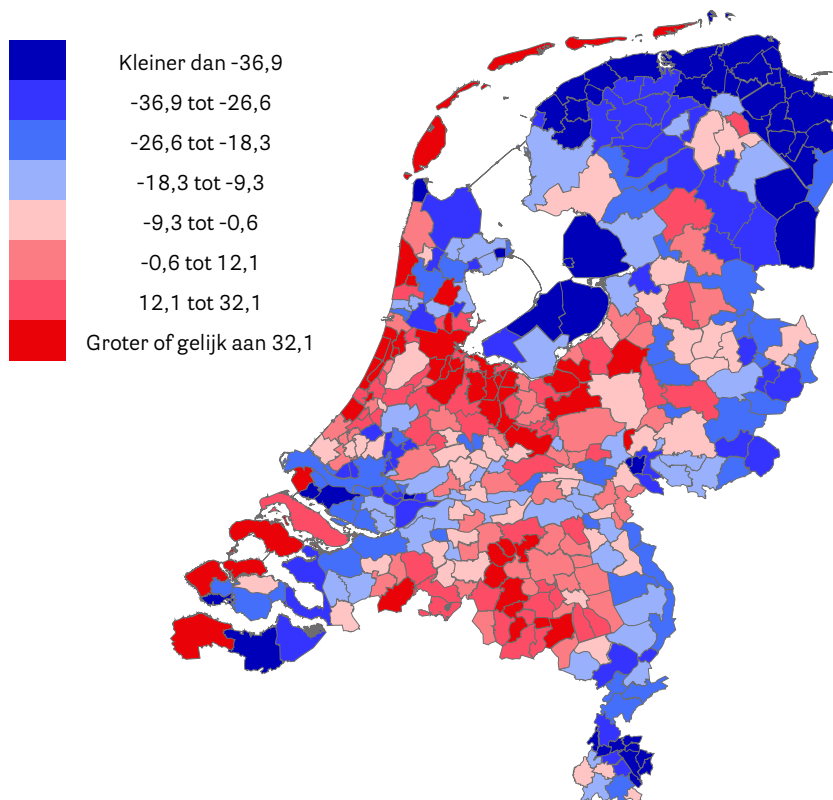 Kleiner dan -36,9
-36,9 tot -26,6
-26,6 tot -18,3
-18,3 tot -9,3
-9,3 tot -0,6
-0,6 tot 12,1
12,1 tot 32,1
Groter of gelijk aan 32,1